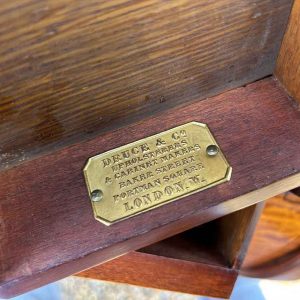 DRUCE & Co
UPHOLSTERERS
& CABINET MAKERS
BAKER STREET
PORTMAN SQUARE
LONDON. W.